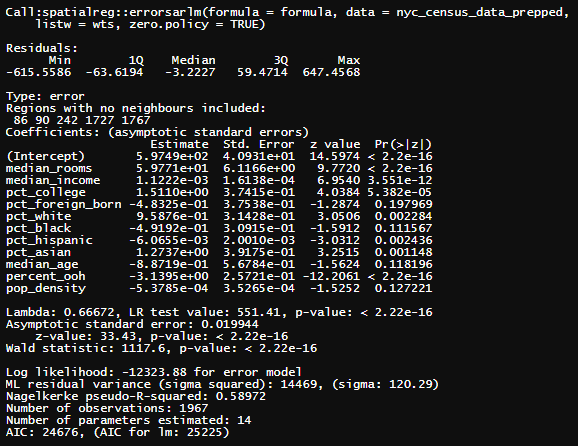 Call:spatialreg::errorsarlm(formula = formula, data = nyc_census_data_prepped,
listw = wts, zero.policy = TRUE)
Residuals:
Min 1Q Median 3Q Max
-615.5586 -63.6194 -3.2227 59.4714 647.4568
Type: error
Regions with no neighbours included:
86 90 242 1727 1767
Coefficients: (asymptotic standard errors)
Estimate Std. Error z value Pr(>|z|)
(Intercept) 5.9749e+02 4.0931e+01 14.5974 < 2.2e-16
median_rooms 5.9771e+01 6.1166e+00 9.7720 < 2.2e-16
median_income 1.1222e-03 1.6138e-04 6.9540 3.551e-12
pct_college 1.5110e+00 3.7415e-01 4.0384 5.382e-05
pct_foreign_born -4.8325e-01 3.7538e-01 -1.2874 0.197969
pct_white 9.5876e-01 3.1428e-01 3.0506 0.002284
pct_black -4.9192e-01 3.0915e-01 -1.5912 0.111567
pct_hispanic -6.0655e-03 2.0010e-03 -3.0312 0.002436
pct_asian 1.2737e+00 3.9175e-01 3.2515 0.001148
median_age -8.8719e-01 5.6784e-01 -1.5624 0.118196
percent_ooh -3.1395e+00 2.5721e-01 -12.2061 < 2.2e-16
pop_density -5.3785e-04 3.5265e-04 -1.5252 0.127221
Lambda: 0.66672, LR test value: 551.41, p-value: < 2.22e-16
Asymptotic standard error: 0.019944
z-value: 33.43, p-value: < 2.22e-16
Wald statistic: 1117.6, p-value: < 2.22e-16
Log likelihood: -12323.88 for error model
ML residual variance (sigma squared): 14469, (sigma: 120.29)
Nagelkerke pseudo-R-squared: 0.58972
Number of observations: 1967
Number of parameters estimated: 14
AIC: 24676, (AIC for lm: 25225)